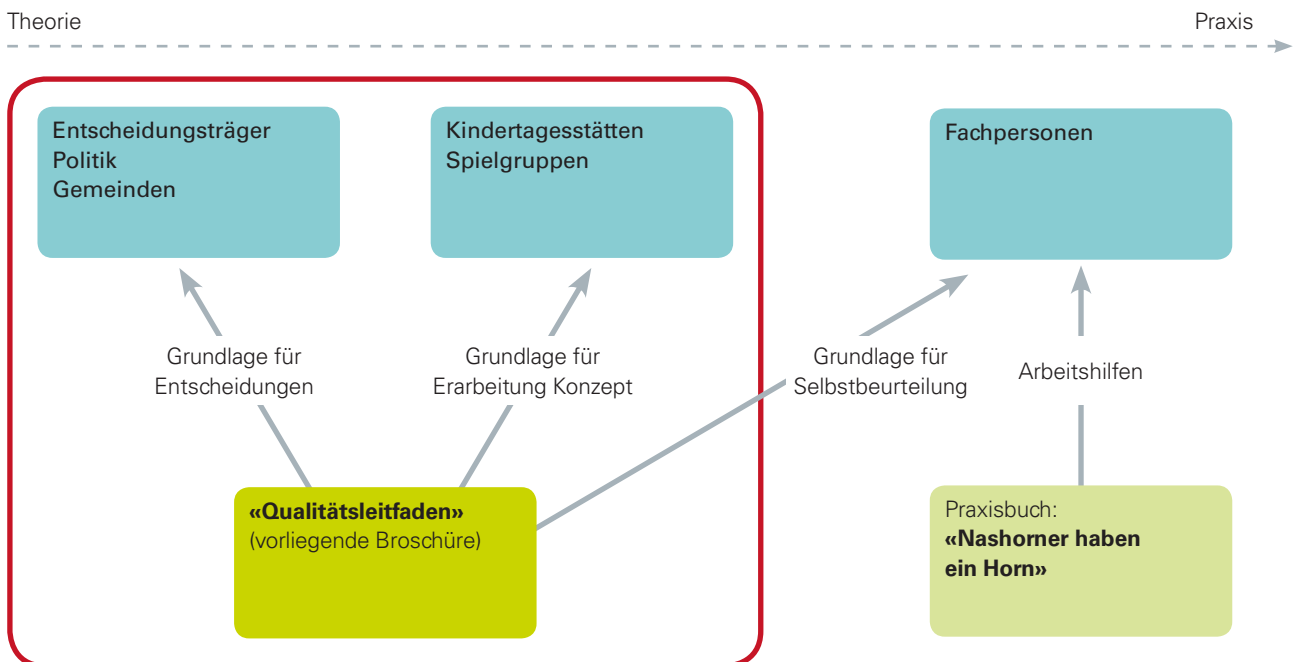 Theorie
Praxis
Entscheidungsträger
Politik
Gemeinden
Kindertagesstätten
Spielgruppen
Fachpersonen
Grundlage für
Entscheidungen
Grundlage für
Erarbeitung Konzept
Grundlage für
Selbstbeurteilung
Arbeitshilfen
«Qualitätsleitfaden»
(vorliegende Broschüre)
Praxisbuch:
«Nashorner haben
ein Horn»